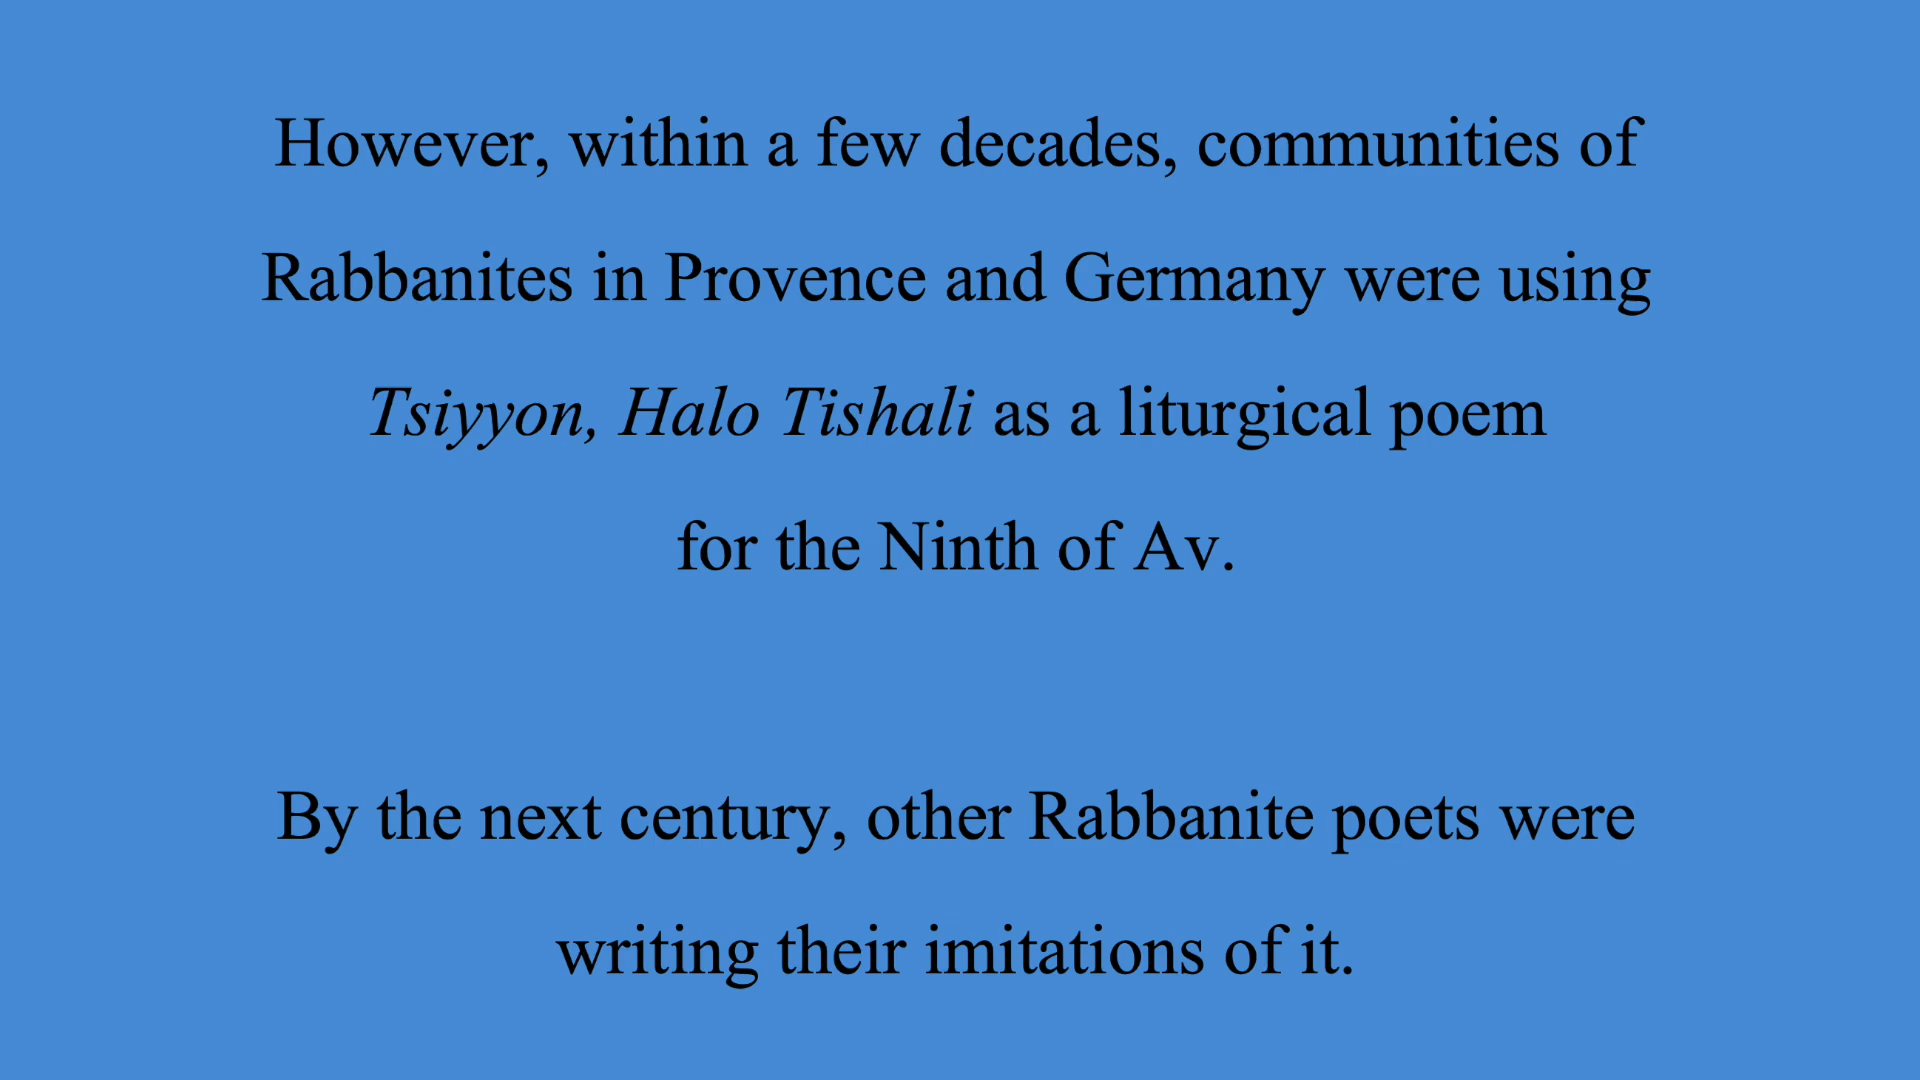 However, within a few decades, communities of
Rabbanites in Provence and Germany were using
Tsiyyon, Halo Tishali as a liturgical poem
for the Ninth of Av.
By the next century, other Rabbanite poets were
writing their imitations of it.